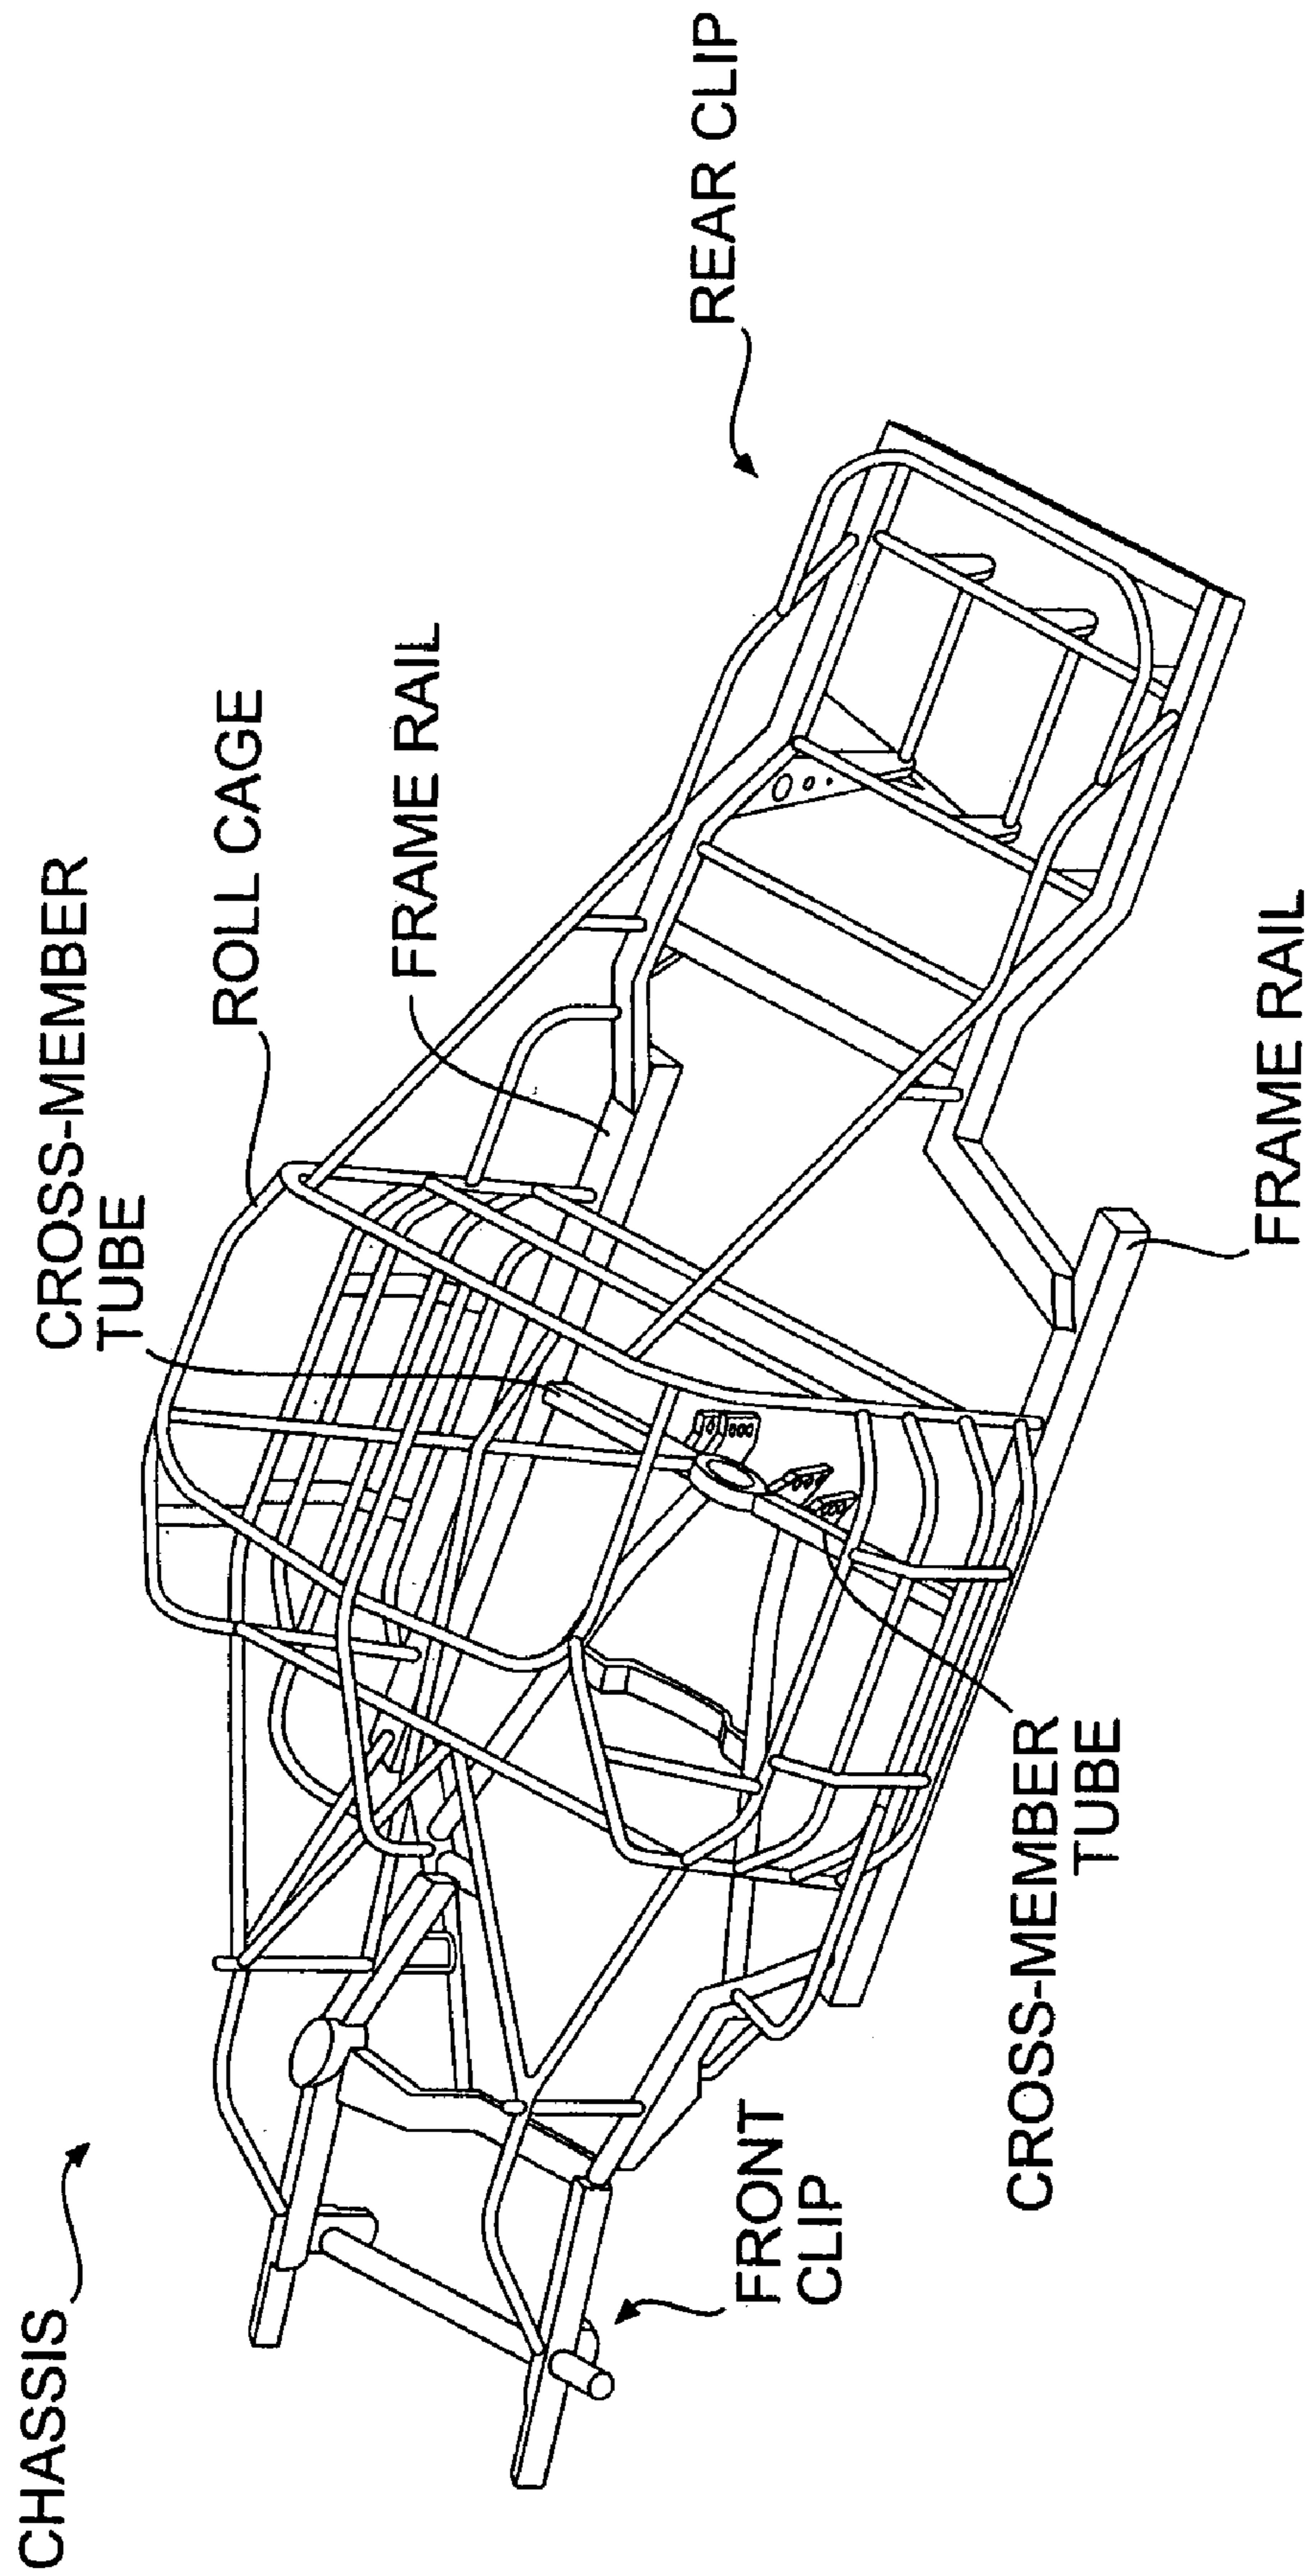 CHASSIS
CROSS-MEMBER
TUBE
ROLL CAGE
FRAME RAIL
REAR CLIP
FRONT
CLIP
CROSS-MEMBER
TUBE
FRAME RAIL